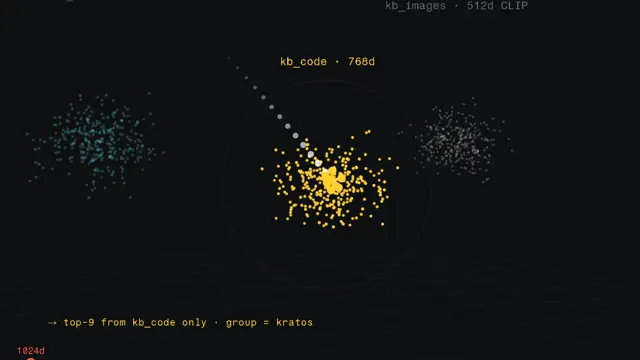 kb_images · 512d CLIP
kb_code · 768d
→ top-9 from kb_code only · group = kratos
1024d